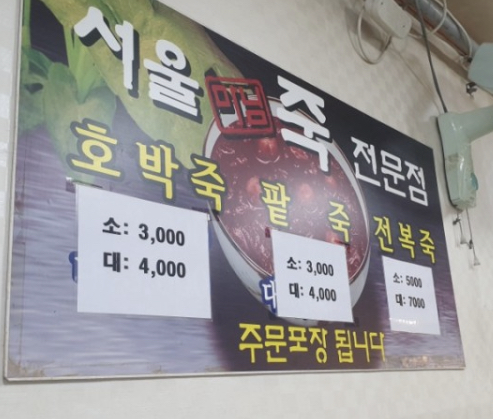 서울 죽 전문점
호박죽 팥죽 전복죽
소: 3,000 소: 3,000 소: 5000
대: 4,000 대: 4,000 대: 7000
주문포장 됩니다